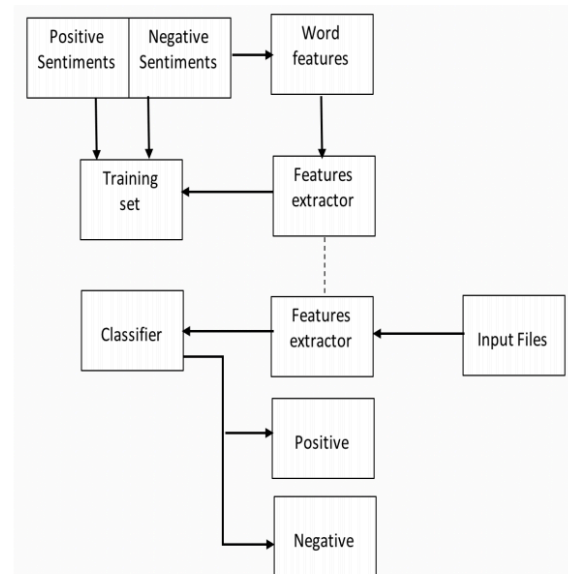 Positive
Sentiments
Negative
Sentiments
Word
features
Training
set
Features
extractor
Classifier
Features
extractor
Input Files
Positive
Negative